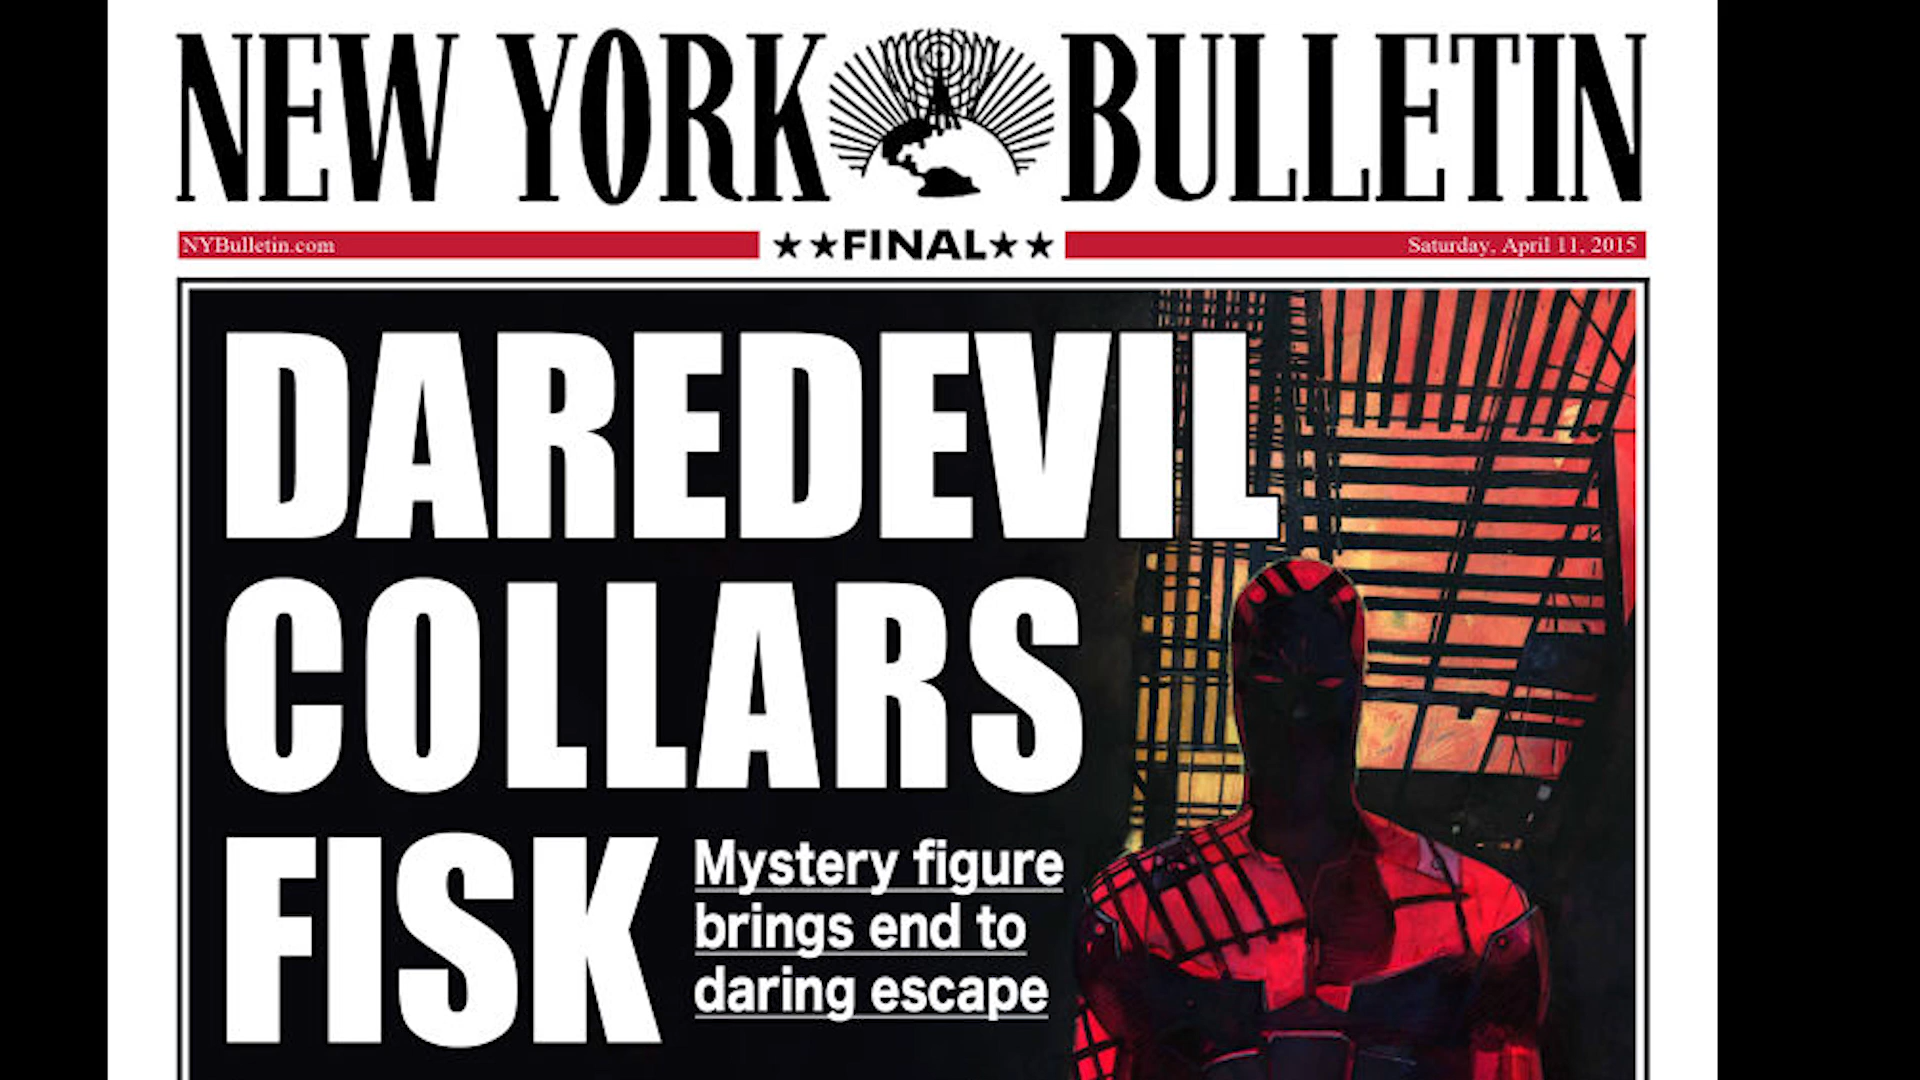 NEW YORK BULLETIN
NYBulletin.com ★★FINAL★★ Saturday, April 11, 2015
DAREDEVIL
COLLARS
FISK
Mystery figure
brings end to
daring escape